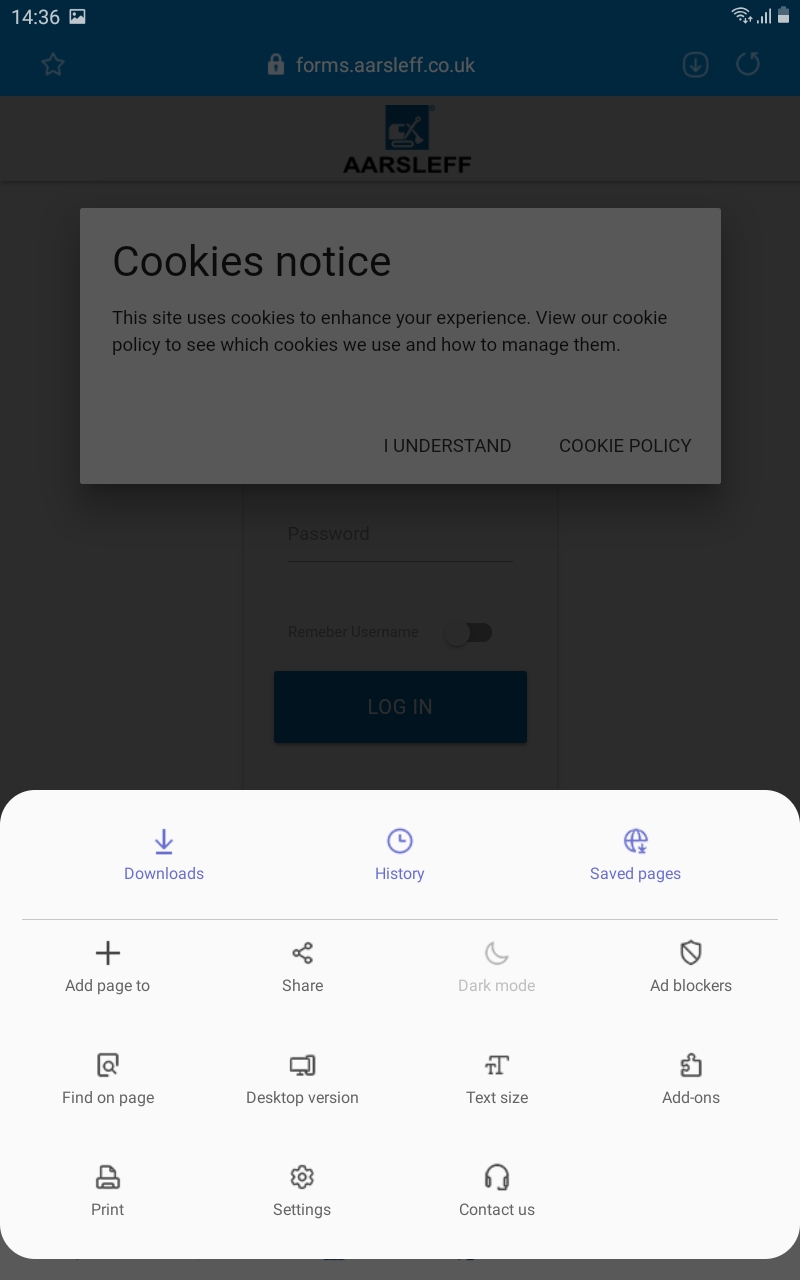 14:36
forms.aarsleff.co.uk
AARSLEFF
Cookies notice
This site uses cookies to enhance your experience. View our cookie
policy to see which cookies we use and how to manage them.
I UNDERSTAND COOKIE POLICY
Password
Remeber Username
LOG IN
Downloads History Saved pages
Add page to Share Dark mode Ad blockers
Find on page Desktop version Text size Add-ons
Print Settings Contact us